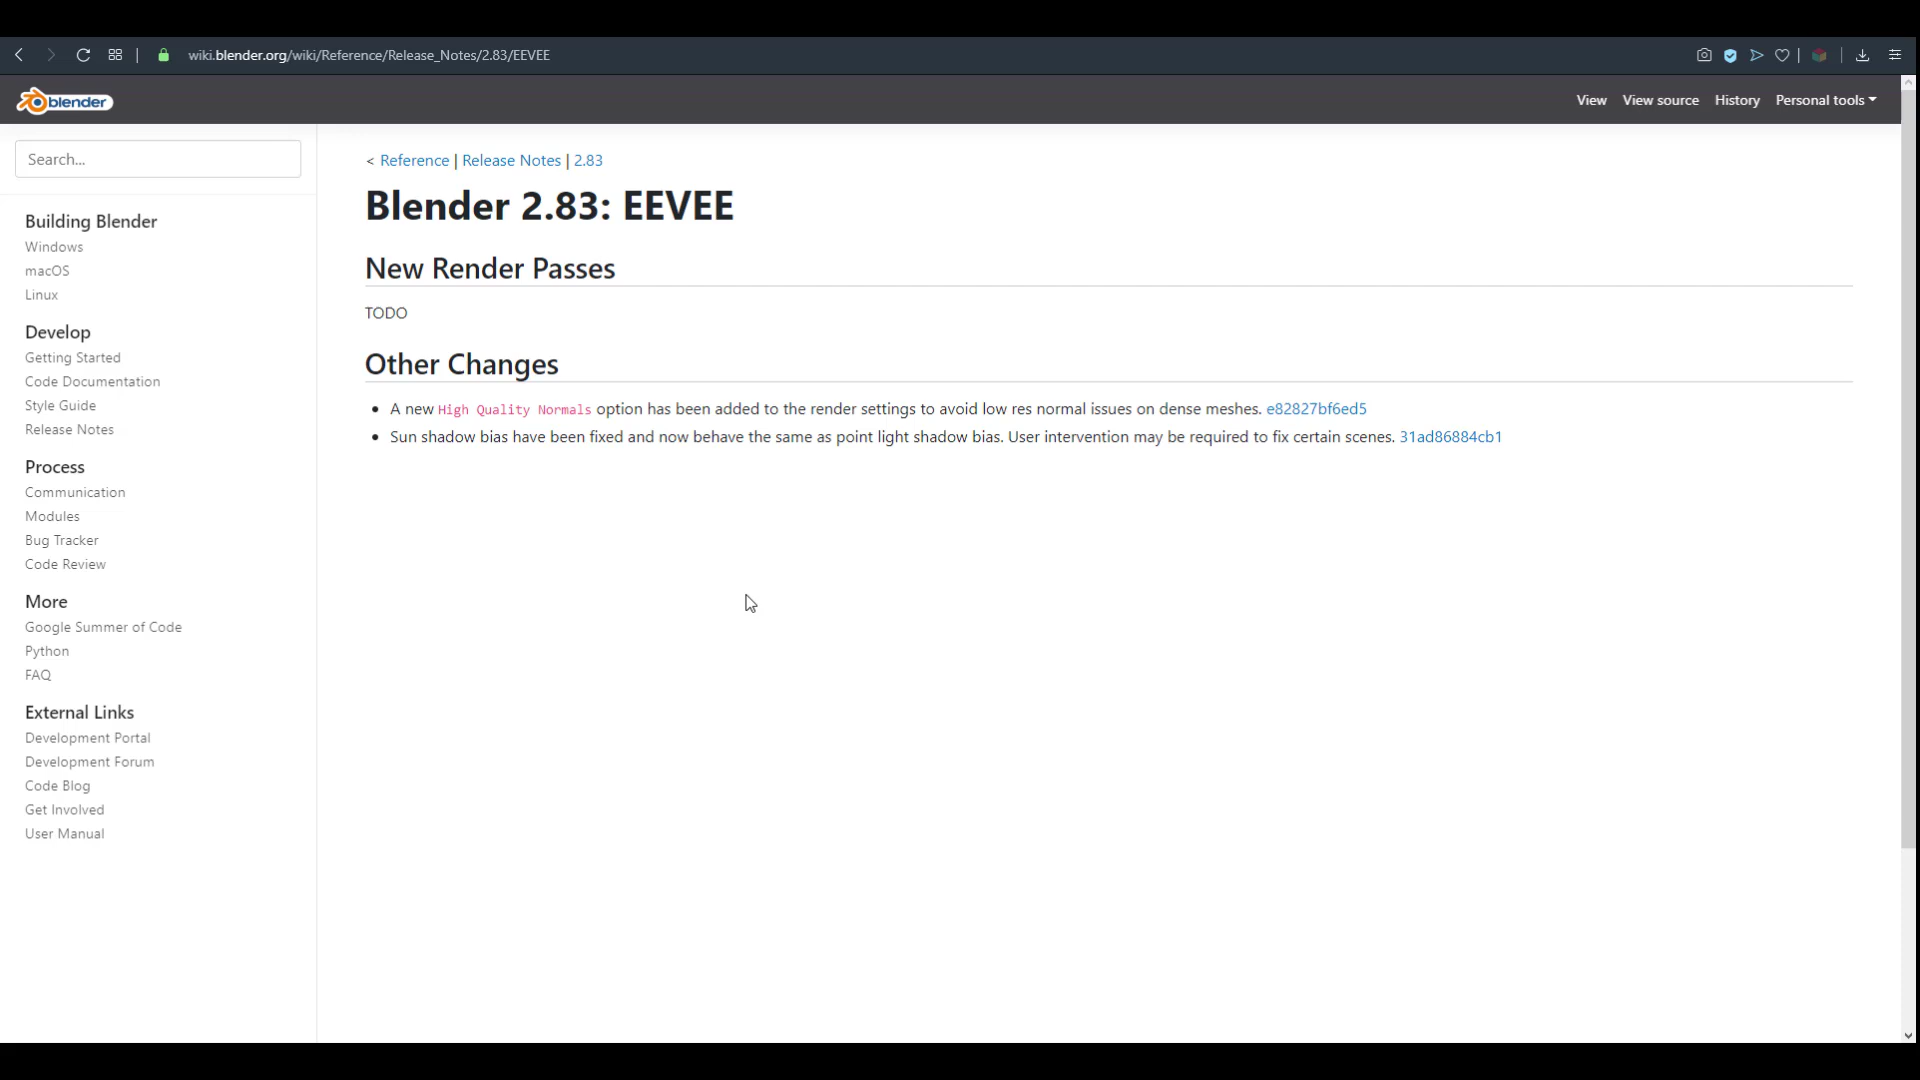 wiki.blender.org/wiki/Reference/Release_Notes/2.83/EEVEE
blender
View View source History Personal tools
Search...
Building Blender
Windows
macOS
Linux
Develop
Getting Started
Code Documentation
Style Guide
Release Notes
Process
Communication
Modules
Bug Tracker
Code Review
More
Google Summer of Code
Python
FAQ
External Links
Development Portal
Development Forum
Code Blog
Get Involved
User Manual
< Reference | Release Notes | 2.83
Blender 2.83: EEVEE
New Render Passes
TODO
Other Changes
• A new High Quality Normals option has been added to the render settings to avoid low res normal issues on dense meshes. e82827bf6ed5
• Sun shadow bias have been fixed and now behave the same as point light shadow bias. User intervention may be required to fix certain scenes. 31ad86884cb1